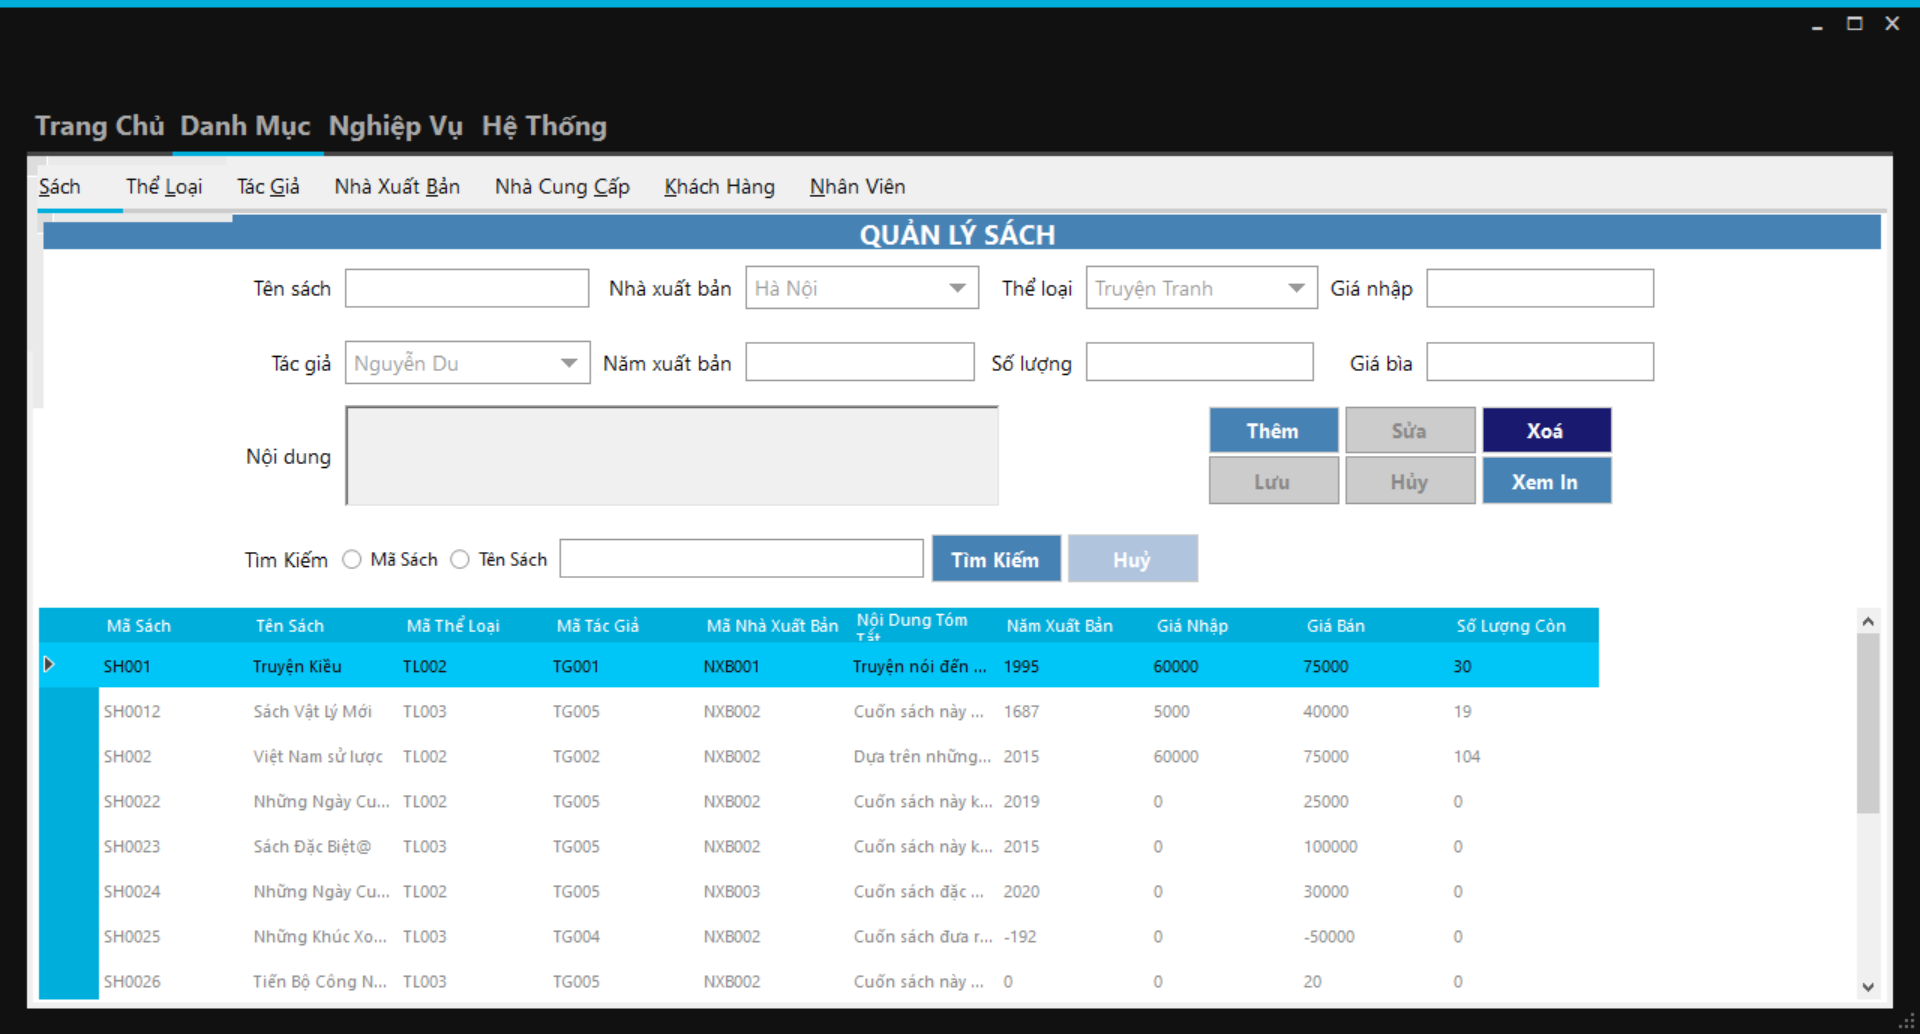 Trang Chủ Danh Mục Nghiệp Vụ Hệ Thống
Sách Thể Loại Tác Giả Nhà Xuất Bản Nhà Cung Cấp Khách Hàng Nhân Viên
QUẢN LÝ SÁCH
Tên sách Nhà xuất bản Hà Nội Thể loại Truyện Tranh Giá nhập
Tác giả Nguyễn Du Năm xuất bản Số lượng Giá bìa
Nội dung
Thêm Sửa Xoá
Lưu Hủy Xem In
Tìm Kiếm Mã Sách Tên Sách Tìm Kiếm Huỷ
Mã Sách Tên Sách Mã Thể Loại Mã Tác Giả Mã Nhà Xuất Bản Nội Dung Tóm Tắt Năm Xuất Bản Giá Nhập Giá Bán Số Lượng Còn
SH001 Truyện Kiều TL002 TG001 NXB001 Truyện nói đến ... 1995 60000 75000 30
SH0012 Sách Vật Lý Mới TL003 TG005 NXB002 Cuốn sách này ... 1687 5000 40000 19
SH002 Việt Nam sử lược TL002 TG002 NXB002 Dựa trên những... 2015 60000 75000 104
SH0022 Những Ngày Cu... TL002 TG005 NXB002 Cuốn sách này k... 2019 0 25000 0
SH0023 Sách Đặc Biệt@ TL003 TG005 NXB002 Cuốn sách này k... 2015 0 100000 0
SH0024 Những Ngày Cu... TL002 TG005 NXB003 Cuốn sách đặc ... 2020 0 30000 0
SH0025 Những Khúc Xo... TL003 TG004 NXB002 Cuốn sách đưa r... -192 0 -50000 0
SH0026 Tiến Bộ Công N... TL003 TG005 NXB002 Cuốn sách này ... 0 0 20 0